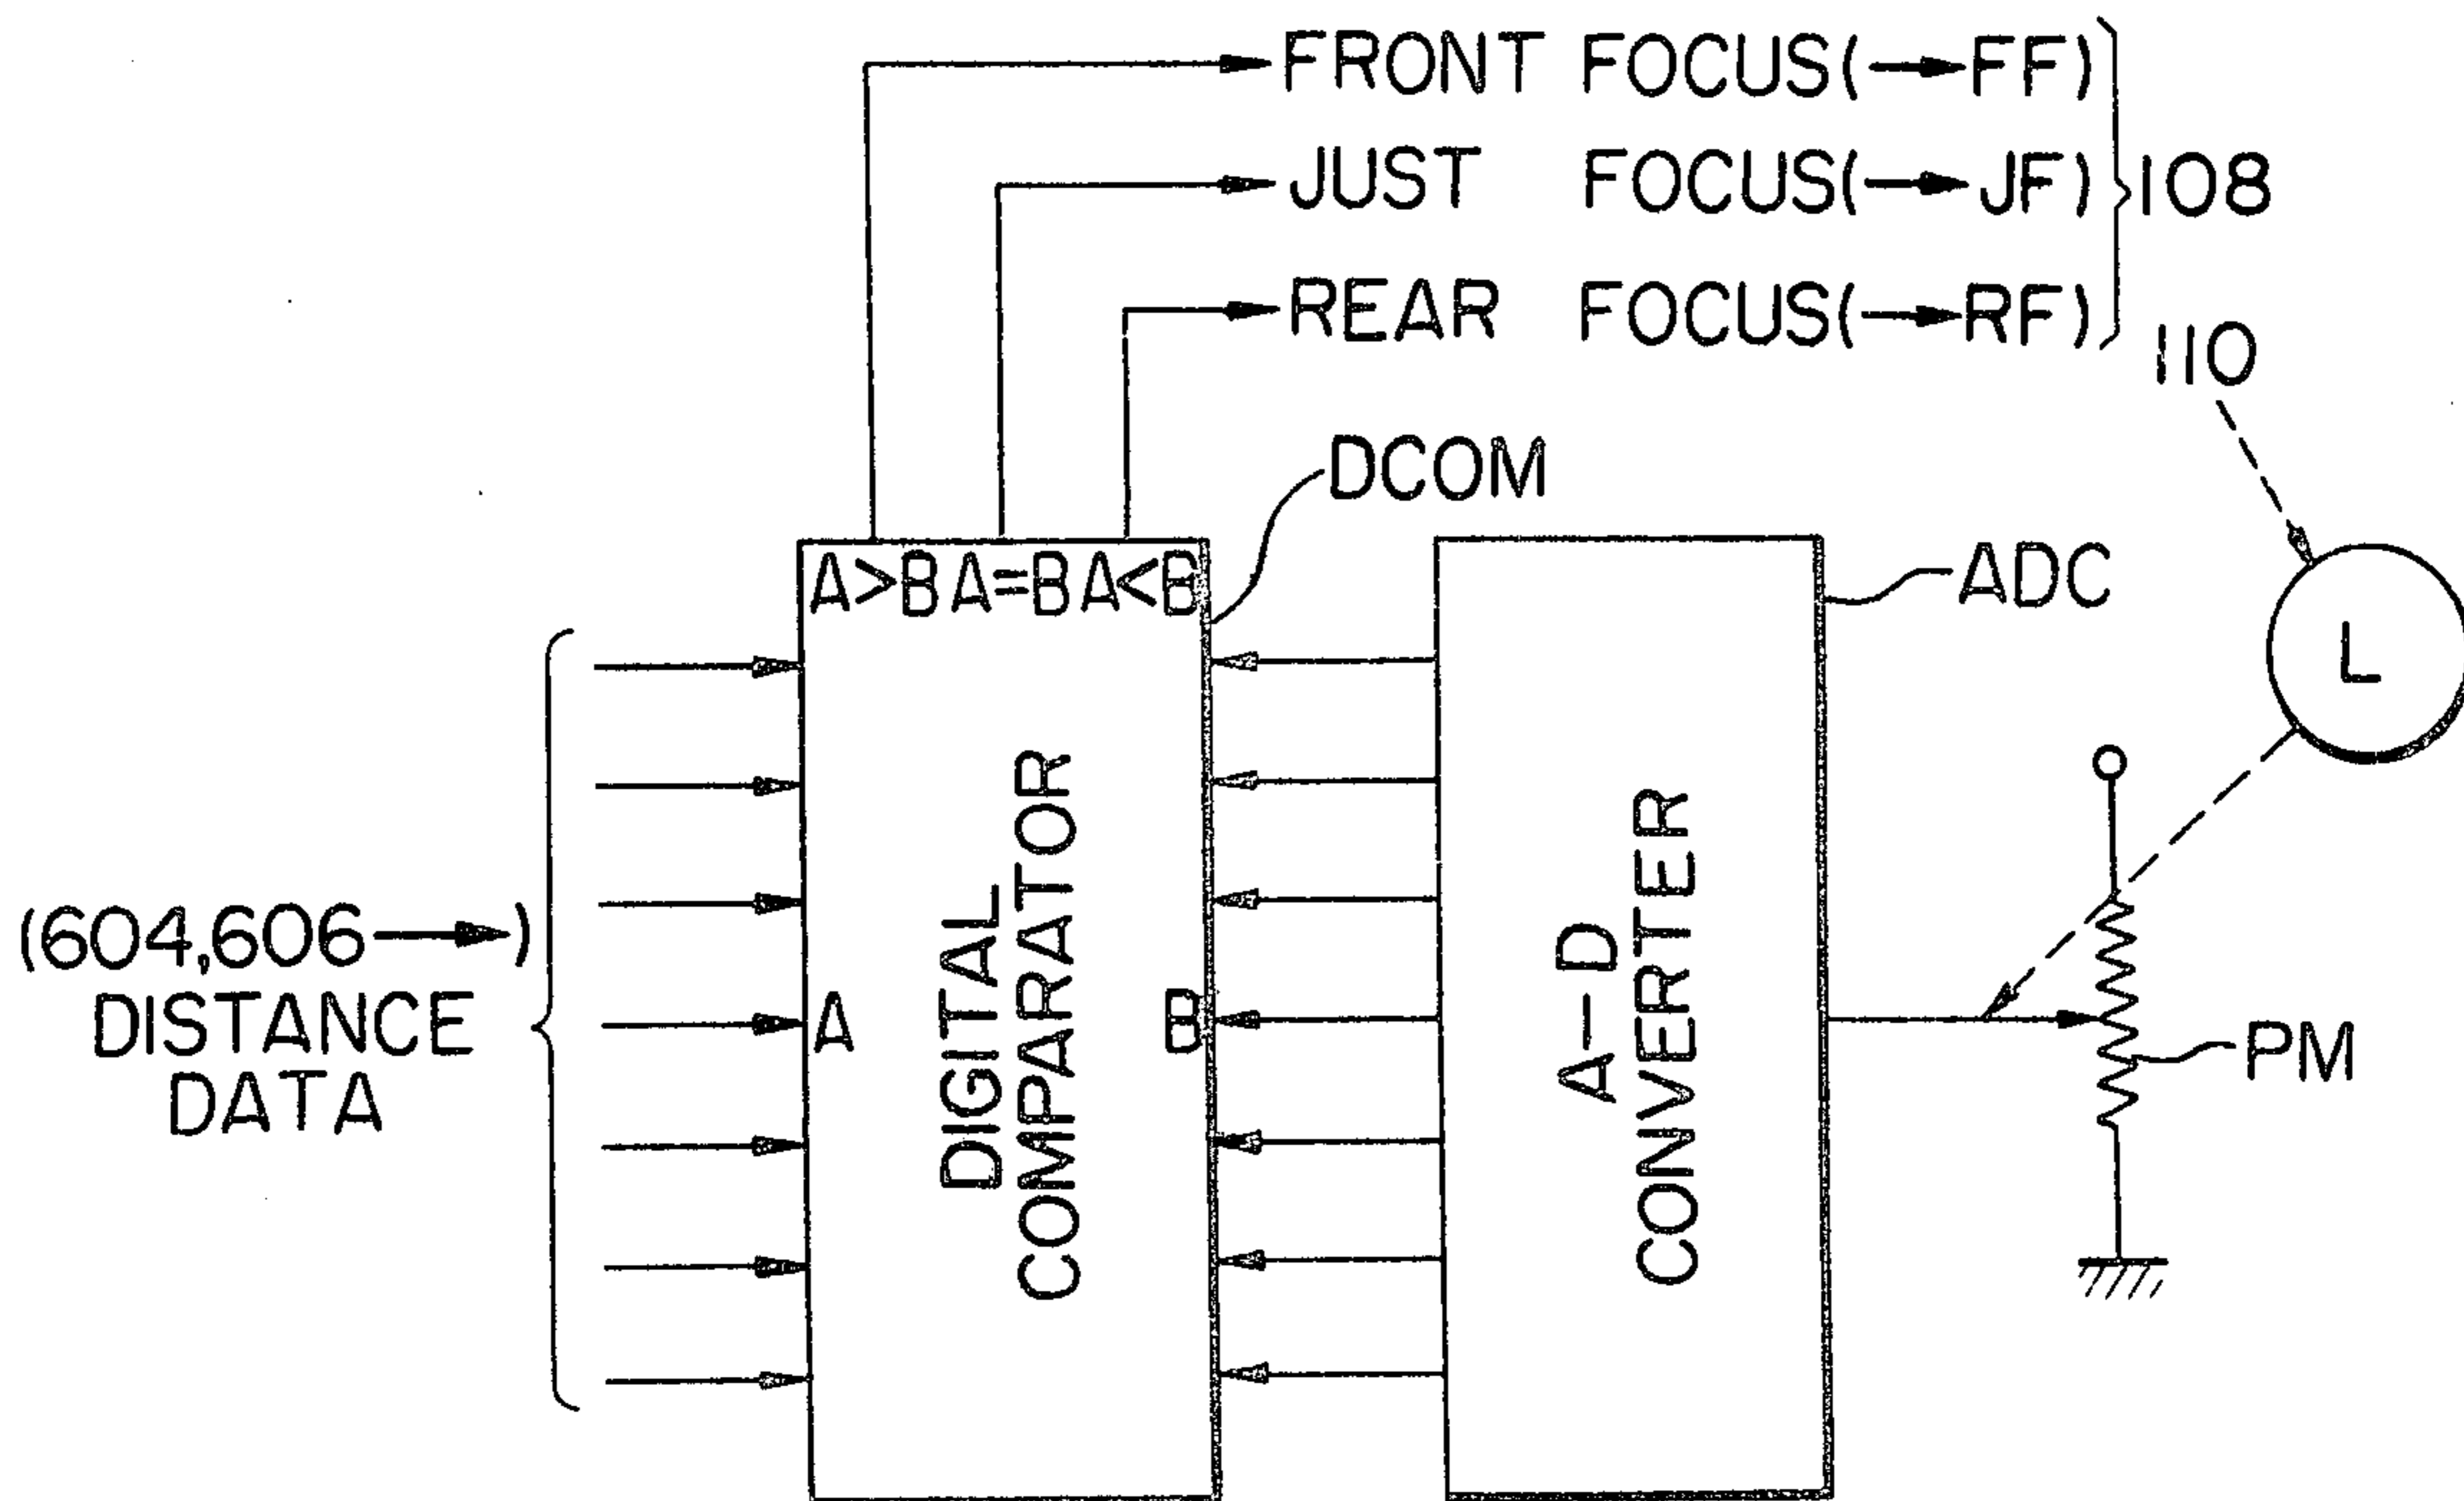 FRONT FOCUS(→FF)
JUST FOCUS(→JF)
REAR FOCUS(→RF)
108
110
DCOM
ADC
A>B A=B A<B
L
(604,606→)
DISTANCE
DATA
A
DIGITAL
COMPARATOR
B
A-D
CONVERTER
PM